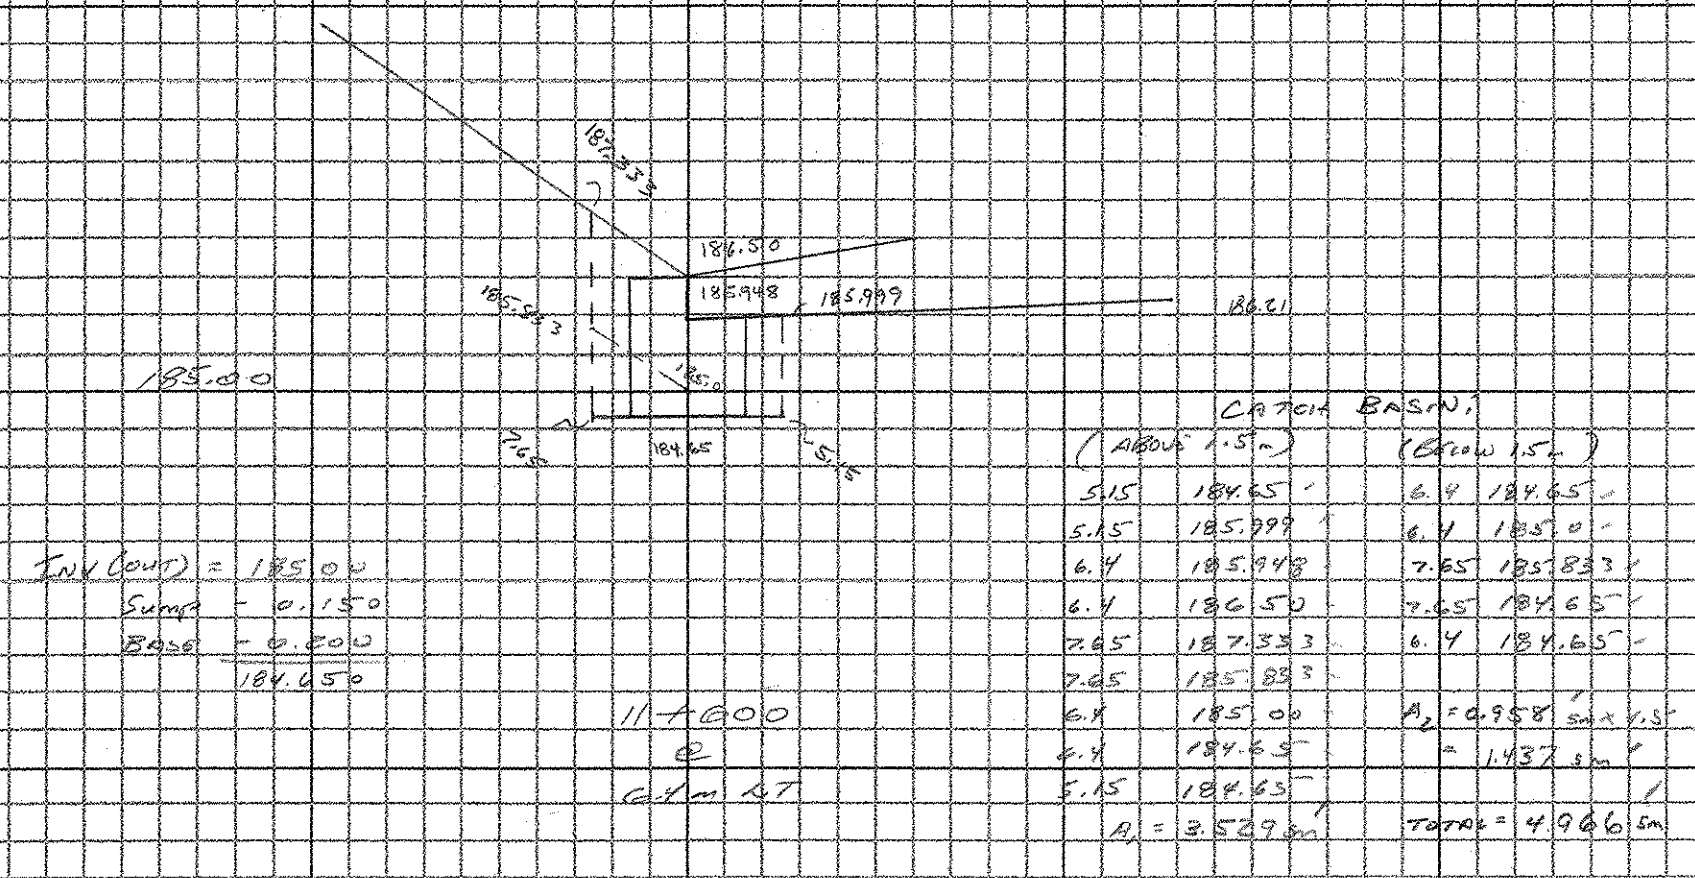 187.333
186.50
185.948
185.999
186.21
185.833
185.00
185.0
7.65
184.65
5.15
CATCH BASIN:
(ABOVE 1.5m) (BELOW 1.5m)
5.15 184.65 6.4 184.65
5.15 185.999 6.4 185.0
6.4 185.948 7.65 185.833
6.4 186.50 7.65 184.65
7.65 187.333 6.4 184.65
7.65 185.833
6.4 185.00 A2 = 0.958 sm x 1.5
6.4 184.65 = 1.437 sm
5.15 184.65
A1 = 3.529 sm TOTAL = 4.966 sm
INV (OUT) = 185.00
Sump - 0.150
BASE - 0.200
184.650
11+600
@
6.4 m LT